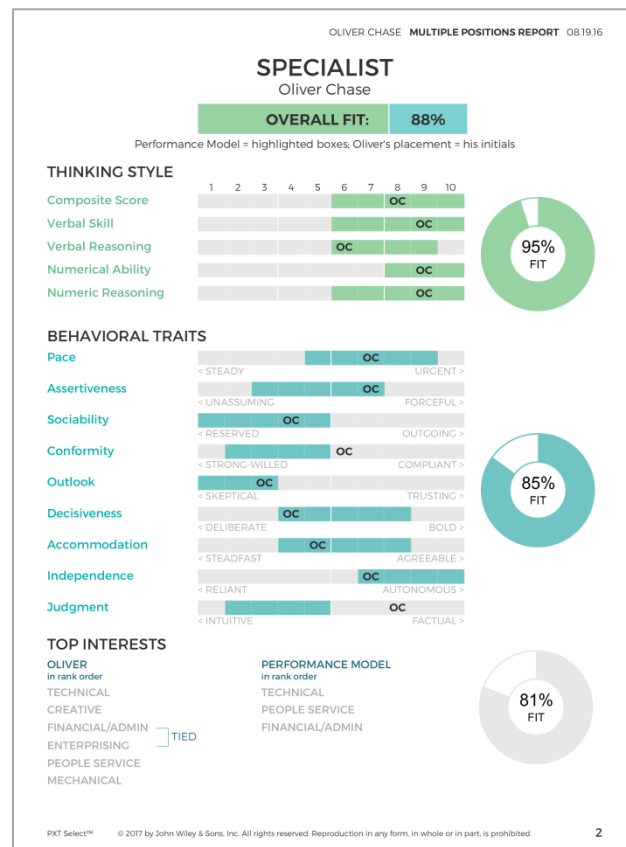 OLIVER CHASE MULTIPLE POSITIONS REPORT 08.19.16
SPECIALIST
Oliver Chase
OVERALL FIT: 88%
Performance Model = highlighted boxes; Oliver's placement = his initials
THINKING STYLE
1 2 3 4 5 6 7 8 9 10
Composite Score OC
Verbal Skill OC
Verbal Reasoning OC
Numerical Ability OC
Numeric Reasoning OC
95%
FIT
BEHAVIORAL TRAITS
Pace OC
< STEADY URGENT >
Assertiveness OC
< UNASSUMING FORCEFUL >
Sociability OC
< RESERVED OUTGOING >
Conformity OC
< STRONG-WILLED COMPLIANT >
Outlook OC
< SKEPTICAL TRUSTING >
Decisiveness OC
< DELIBERATE BOLD >
Accommodation OC
< STEADFAST AGREEABLE >
Independence OC
< RELIANT AUTONOMOUS >
Judgment OC
< INTUITIVE FACTUAL >
85%
FIT
TOP INTERESTS
OLIVER
in rank order
TECHNICAL
CREATIVE
FINANCIAL/ADMIN
ENTERPRISING
TIED
PEOPLE SERVICE
MECHANICAL
PERFORMANCE MODEL
in rank order
TECHNICAL
PEOPLE SERVICE
FINANCIAL/ADMIN
81%
FIT
PXT Select™ © 2017 by John Wiley & Sons, Inc. All rights reserved. Reproduction in any form, in whole or in part, is prohibited. 2